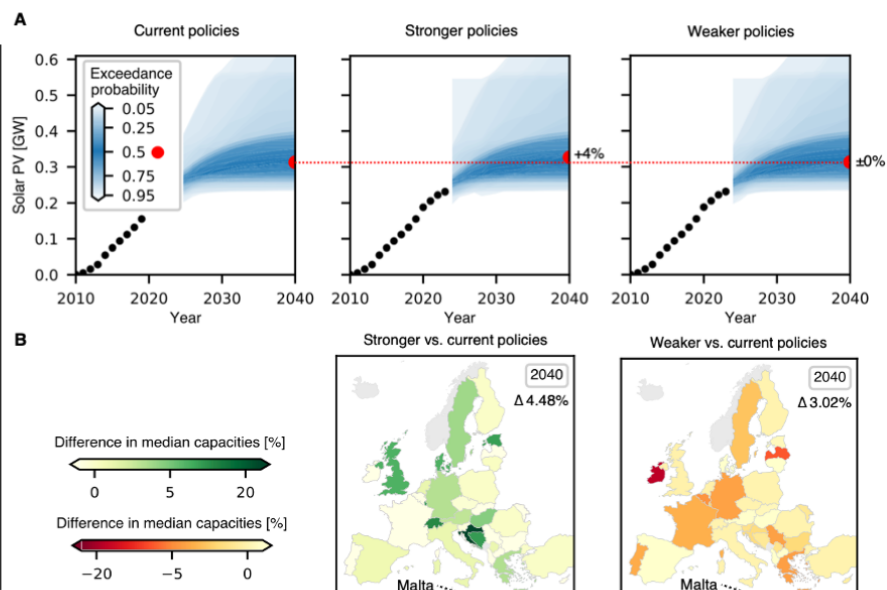 A
Current policies
Stronger policies
Weaker policies
Solar PV [GW]
0.6
0.5
0.4
0.3
0.2
0.1
0.0
Exceedance
probability
0.05
0.25
0.5
0.75
0.95
+4%
±0%
2010 2020 2030 2040
2010 2020 2030 2040
2010 2020 2030 2040
Year
Year
Year
B
Stronger vs. current policies
Weaker vs. current policies
2040
Δ 4.48%
2040
Δ 3.02%
Difference in median capacities [%]
0 5 20
Difference in median capacities [%]
−20 −5 0
Malta
Malta